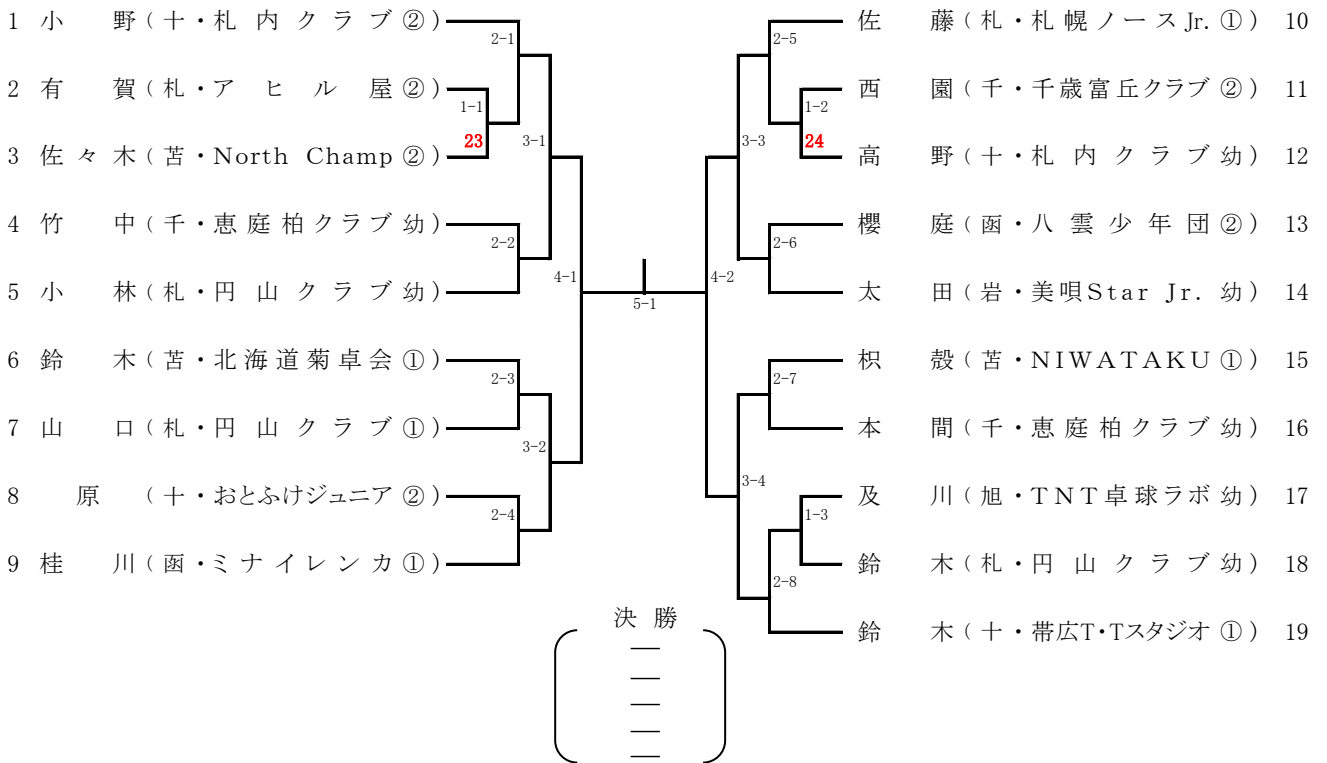 1 小野(十・札内クラブ②)
2 有賀(札・アヒル屋②)
3 佐々木(苫・North Champ②)
4 竹中(千・恵庭柏クラブ幼)
5 小林(札・円山クラブ幼)
6 鈴木(苫・北海道菊卓会①)
7 山口(札・円山クラブ①)
8 原(十・おとふけジュニア②)
9 桂川(函・ミナイレンカ①)
2-1
1-1
23
3-1
2-2
4-1
2-3
3-2
2-4
5-1
佐藤(札・札幌ノースJr.①) 10
西園(千・千歳富丘クラブ②) 11
高野(十・札内クラブ幼) 12
櫻庭(函・八雲少年団②) 13
太田(岩・美唄Star Jr. 幼) 14
枳殻(苫・NIWATAKU①) 15
本間(千・恵庭柏クラブ幼) 16
及川(旭・TNT卓球ラボ幼) 17
鈴木(札・円山クラブ幼) 18
鈴木(十・帯広T・Tスタジオ①) 19
2-5
1-2
24
3-3
2-6
4-2
2-7
3-4
1-3
2-8
決勝
—
—
—
—
—